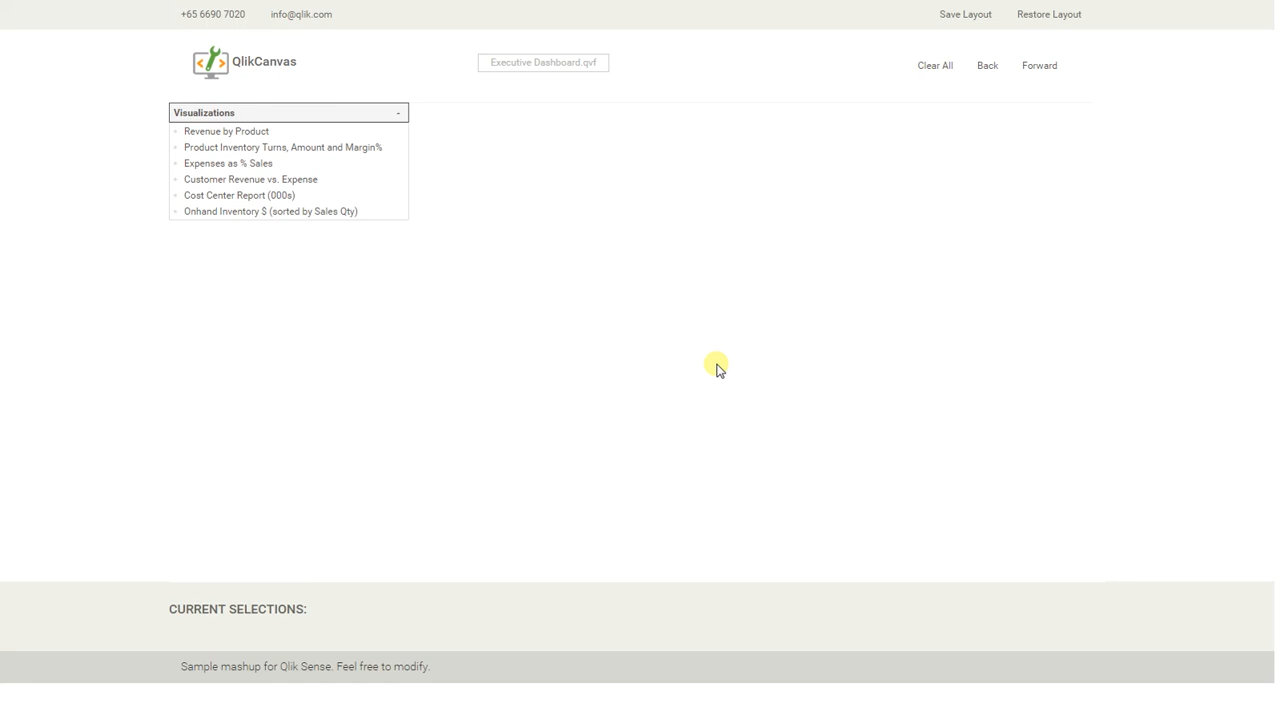 +65 6690 7020 info@qlik.com Save Layout Restore Layout
QlikCanvas Executive Dashboard.qvf Clear All Back Forward
Visualizations -
Revenue by Product
Product Inventory Turns, Amount and Margin%
Expenses as % Sales
Customer Revenue vs. Expense
Cost Center Report (000s)
Onhand Inventory $ (sorted by Sales Qty)
CURRENT SELECTIONS:
Sample mashup for Qlik Sense. Feel free to modify.